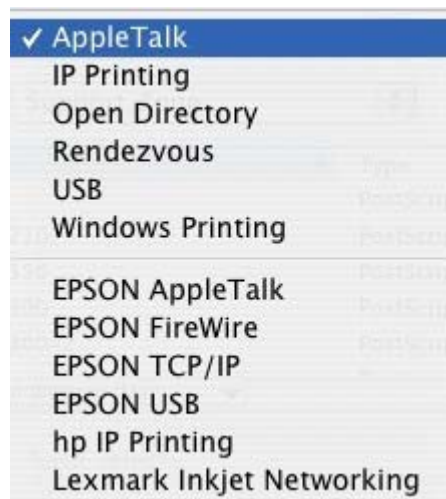 ✓ AppleTalk
IP Printing
Open Directory
Rendezvous
USB
Windows Printing
EPSON AppleTalk
EPSON FireWire
EPSON TCP/IP
EPSON USB
hp IP Printing
Lexmark Inkjet Networking